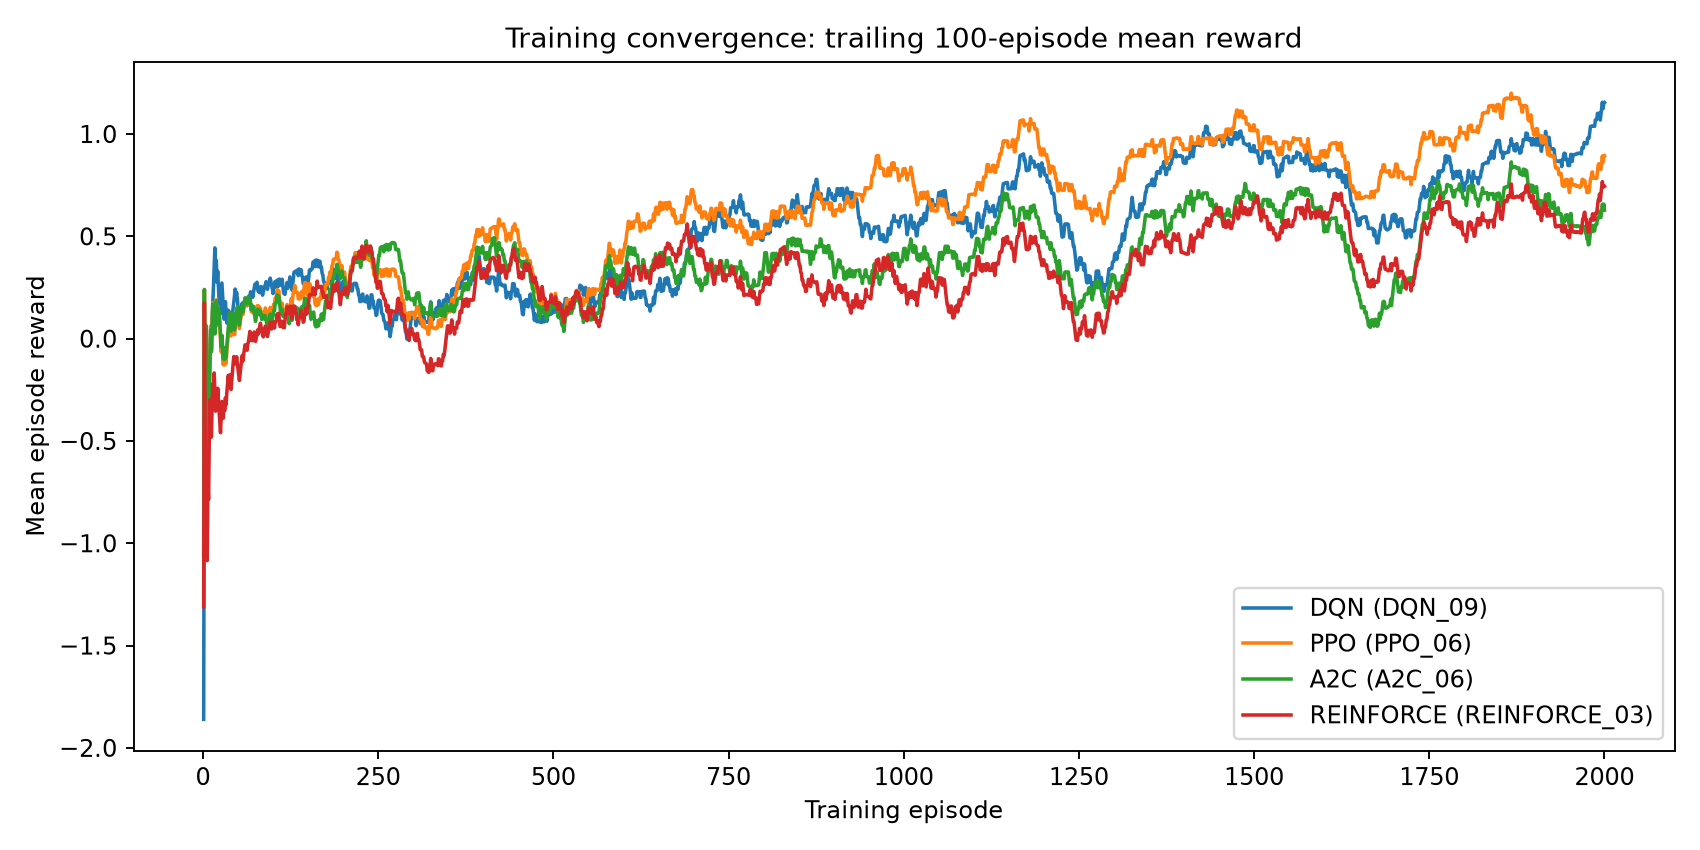 Training convergence: trailing 100-episode mean reward
Mean episode reward
1.0
0.5
0.0
−0.5
−1.0
−1.5
−2.0
DQN (DQN_09)
PPO (PPO_06)
A2C (A2C_06)
REINFORCE (REINFORCE_03)
0 250 500 750 1000 1250 1500 1750 2000
Training episode